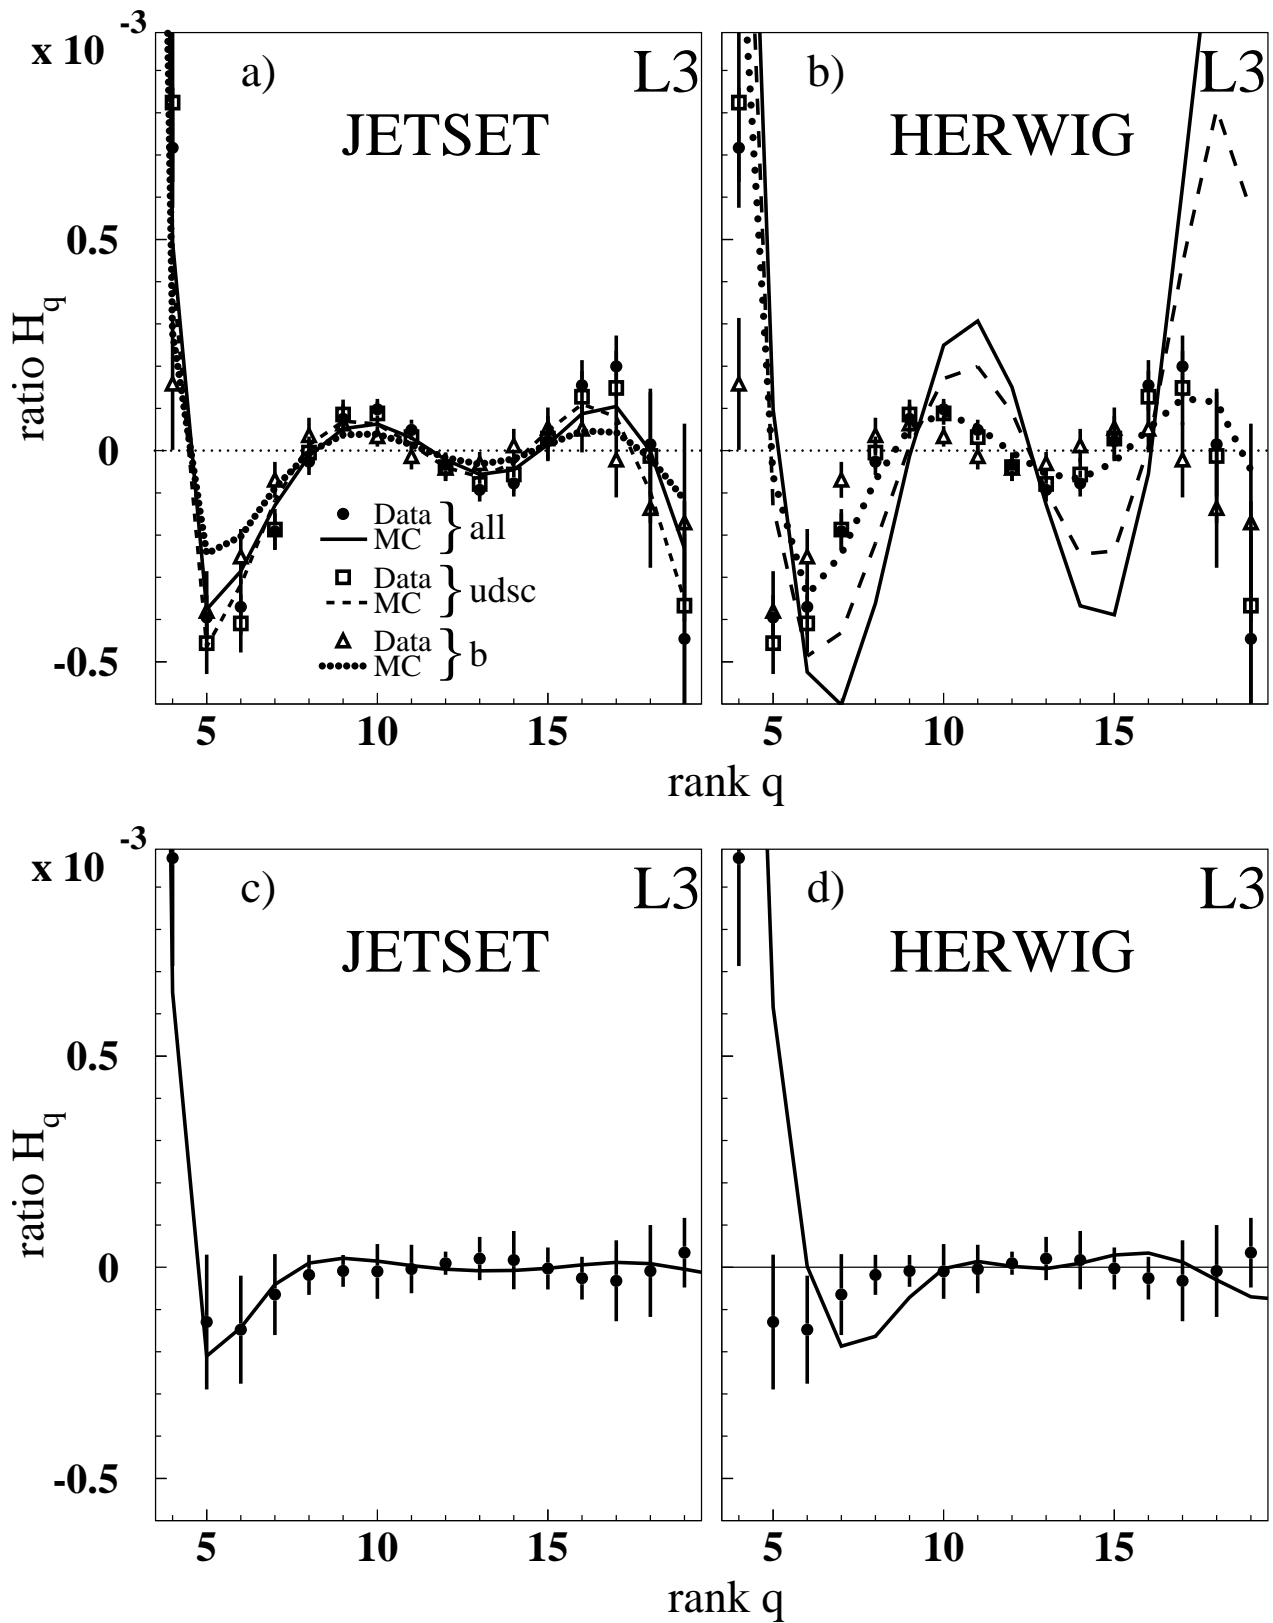 x 10 -3
a)
L3
JETSET
b)
L3
HERWIG
0.5
0
-0.5
ratio Hq
Data
MC
} all
Data
MC
} udsc
Data
MC
} b
5 10 15
5 10 15
rank q
x 10 -3
c)
L3
JETSET
d)
L3
HERWIG
0.5
0
-0.5
ratio Hq
5 10 15
5 10 15
rank q